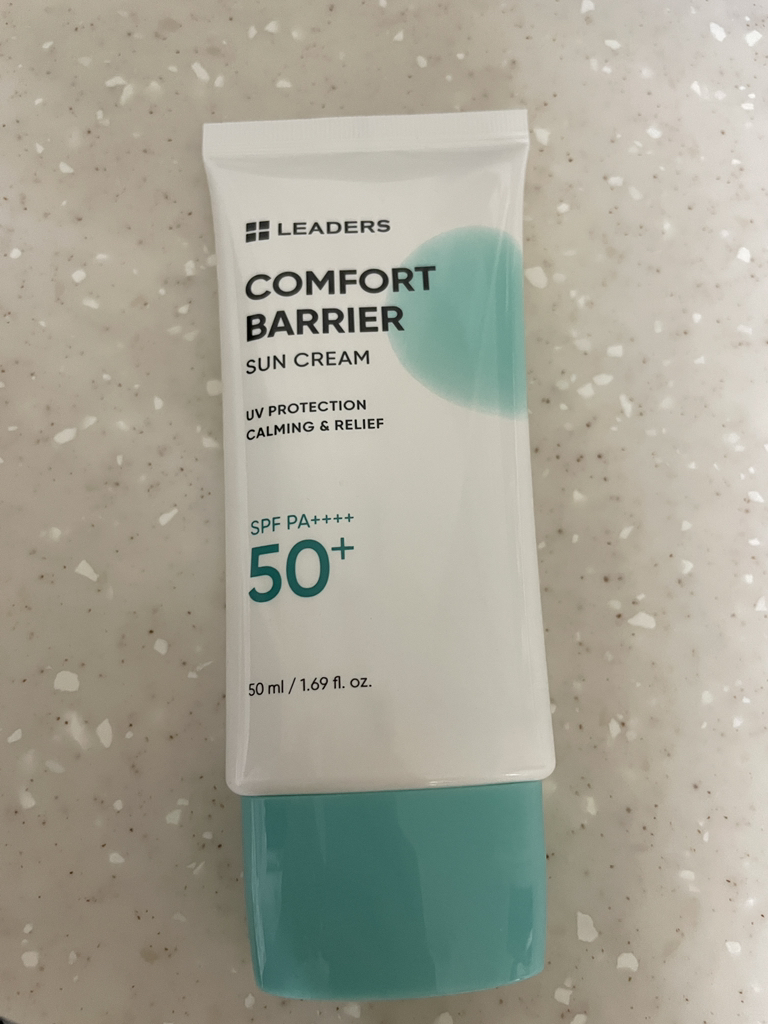 LEADERS
COMFORT
BARRIER
SUN CREAM
UV PROTECTION
CALMING & RELIEF
SPF PA++++
50+
50 ml / 1.69 fl. oz.